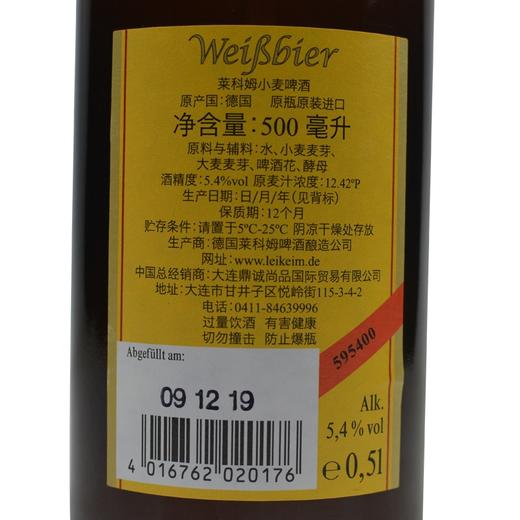 Weißbier
莱科姆小麦啤酒
原产国：德国 原瓶原装进口
净含量：500 毫升
原料与辅料：水、小麦麦芽、
大麦麦芽、啤酒花、酵母
酒精度：5.4%vol 原麦汁浓度：12.42°P
生产日期：日/月/年（见背标）
保质期：12个月
贮存条件：请置于5ºC-25ºC 阴凉干燥处存放
生产商：德国莱科姆啤酒酿造公司
网址：www.leikeim.de
中国总经销商：大连鼎诚尚品国际贸易有限公司
地址：大连市甘井子区悦岭街115-3-4-2
电话：0411-84639996
过量饮酒 有害健康
切勿撞击 防止爆瓶
595400
Abgefüllt am:
09 12 19
4 016762 020176
Alk.
5,4 % vol
℮ 0,5l